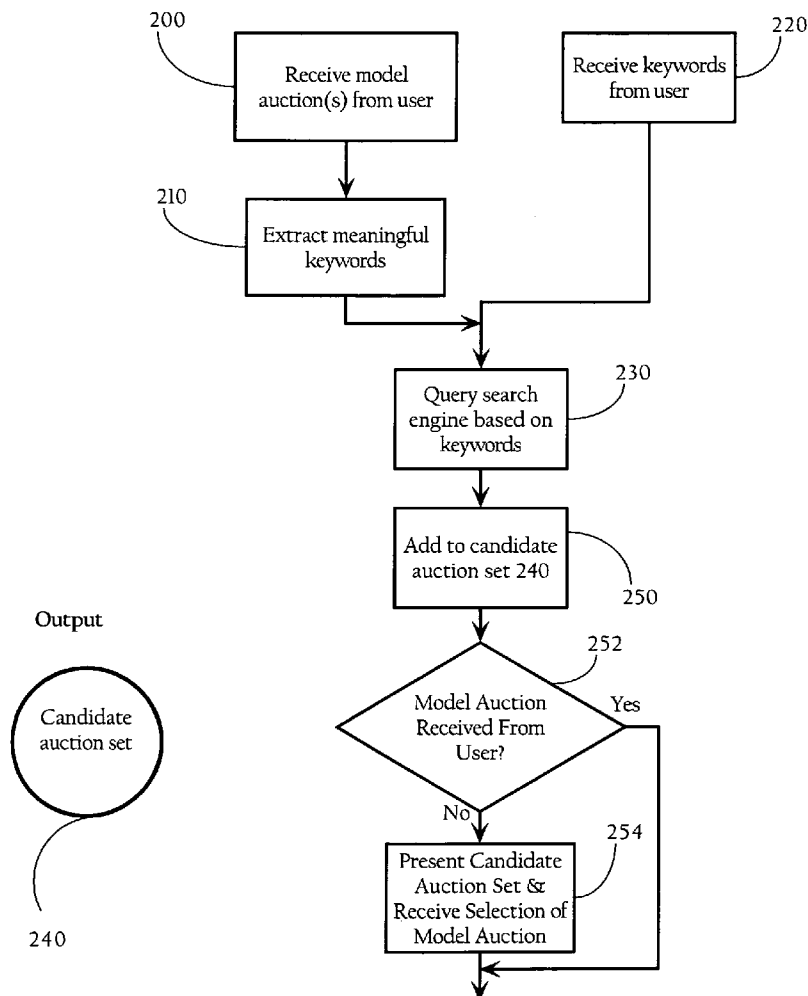 200
Receive model
auction(s) from user
220
Receive keywords
from user
210
Extract meaningful
keywords
230
Query search
engine based on
keywords
Add to candidate
auction set 240
250
Output
Candidate
auction set
240
252
Model Auction
Received From
User?
Yes
No
254
Present Candidate
Auction Set &
Receive Selection of
Model Auction